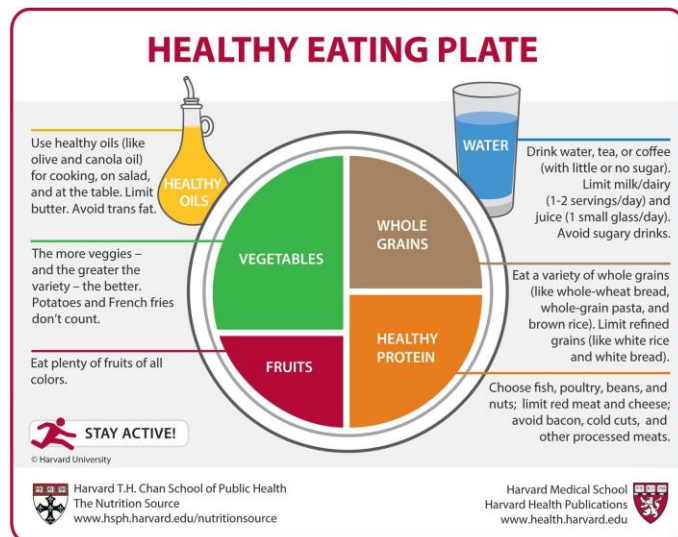 HEALTHY EATING PLATE
Use healthy oils (like
olive and canola oil)
for cooking, on salad,
and at the table. Limit
butter. Avoid trans fat.
HEALTHY
OILS
The more veggies –
and the greater the
variety – the better.
Potatoes and French fries
don’t count.
Eat plenty of fruits of all
colors.
VEGETABLES
FRUITS
WHOLE
GRAINS
HEALTHY
PROTEIN
WATER
Drink water, tea, or coffee
(with little or no sugar).
Limit milk/dairy
(1-2 servings/day) and
juice (1 small glass/day).
Avoid sugary drinks.
Eat a variety of whole grains
(like whole-wheat bread,
whole-grain pasta, and
brown rice). Limit refined
grains (like white rice
and white bread).
Choose fish, poultry, beans, and
nuts; limit red meat and cheese;
avoid bacon, cold cuts, and
other processed meats.
STAY ACTIVE!
© Harvard University
Harvard T.H. Chan School of Public Health
The Nutrition Source
www.hsph.harvard.edu/nutritionsource
Harvard Medical School
Harvard Health Publications
www.health.harvard.edu